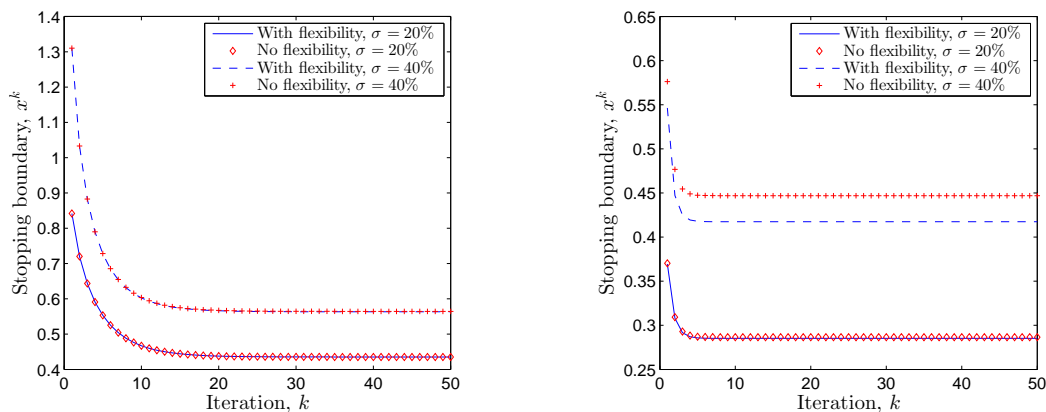 1.4
1.3
1.2
1.1
1
0.9
0.8
0.7
0.6
0.5
0.4
0
10
20
30
40
50
Stopping boundary, x^k
Iteration, k
With flexibility, σ = 20%
No flexibility, σ = 20%
With flexibility, σ = 40%
No flexibility, σ = 40%
0.65
0.6
0.55
0.5
0.45
0.4
0.35
0.3
0.25
0
10
20
30
40
50
Stopping boundary, x^k
Iteration, k
With flexibility, σ = 20%
No flexibility, σ = 20%
With flexibility, σ = 40%
No flexibility, σ = 40%